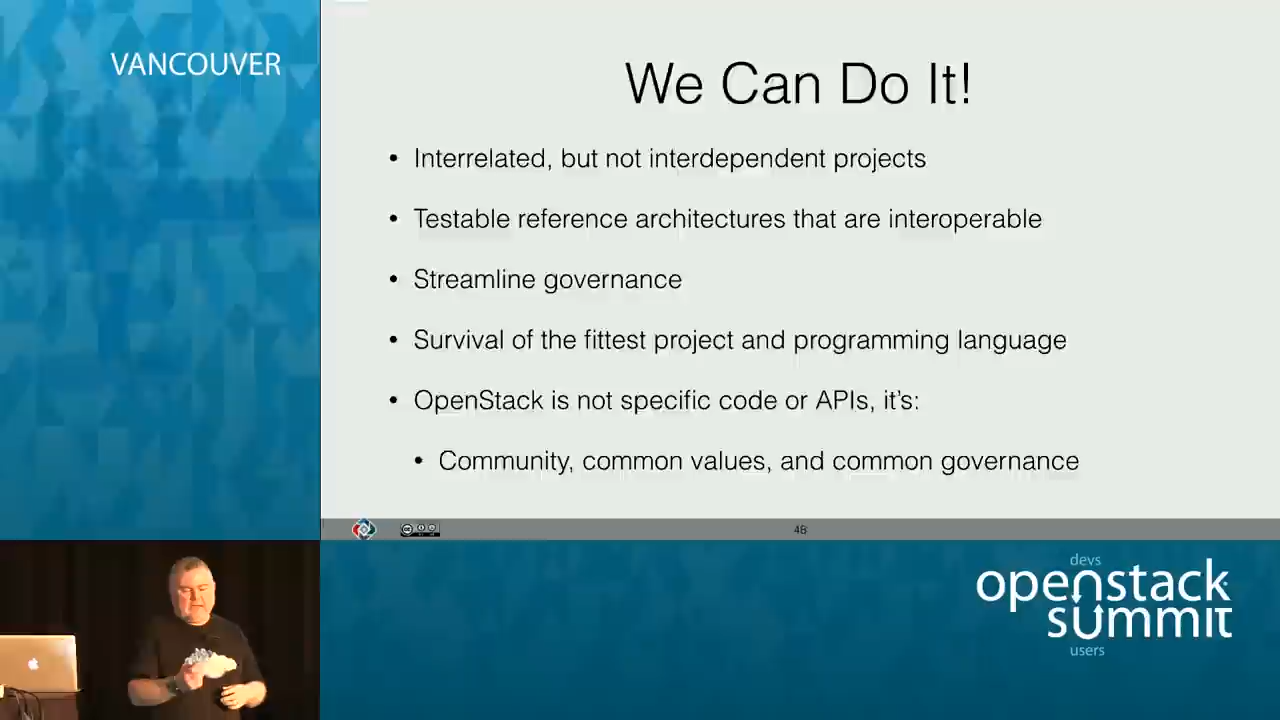 VANCOUVER
We Can Do It!
• Interrelated, but not interdependent projects
• Testable reference architectures that are interoperable
• Streamline governance
• Survival of the fittest project and programming language
• OpenStack is not specific code or APIs, it's:
• Community, common values, and common governance
devs
openstack
summit
users